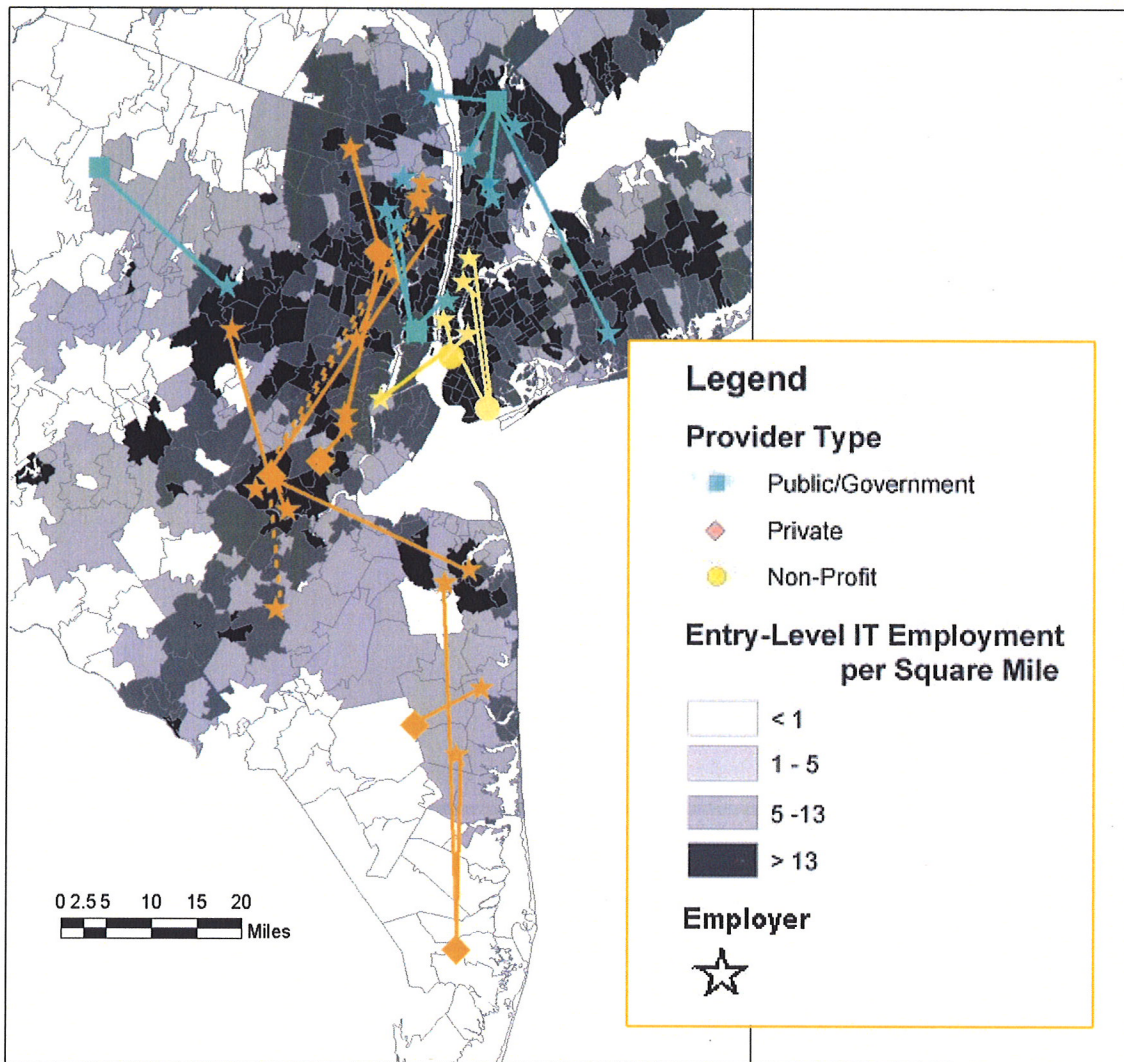 Legend
Provider Type
Public/Government
Private
Non-Profit
Entry-Level IT Employment
per Square Mile
< 1
1 - 5
5 -13
> 13
Employer
0 2.5 5 10 15 20
Miles